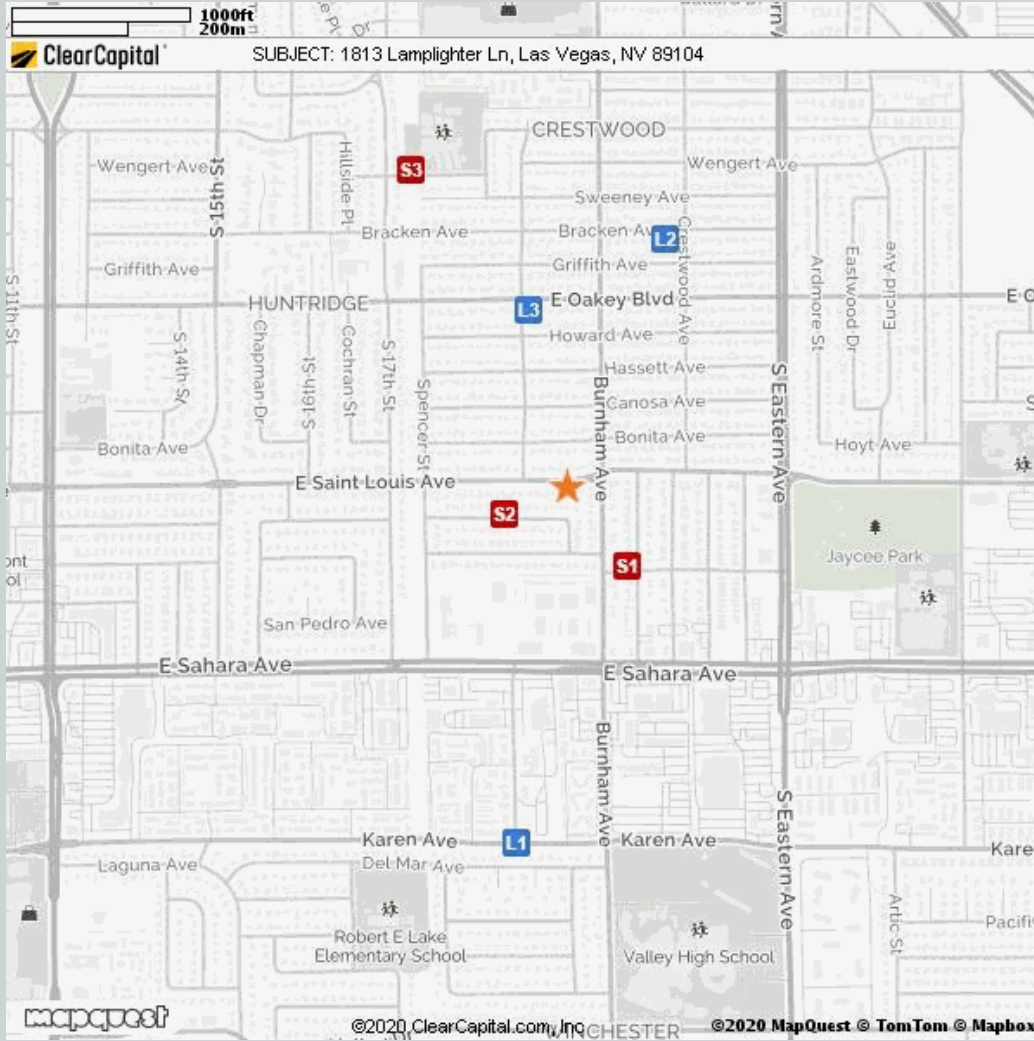 1000ft
200m
ClearCapital
SUBJECT: 1813 Lamplighter Ln, Las Vegas, NV 89104
CRESTWOOD
Wengert Ave
Wengert Ave
S 15th St
Hillside Pl
S3
Sweeney Ave
Bracken Ave
Bracken Av
L2
Crestwood Ave
Griffith Ave
Griffith Ave
Ardmore St
Eastwood Dr
Euclid Ave
S 11th St
HUNTRIDGE
L3
E Oakey Blvd
E O
Howard Ave
S 14th St
Chapman Dr
S 16th St
Cochran St
S 17th St
Spencer St
Hassett Ave
Burnham Ave
Canosa Ave
S Eastern Ave
Bonita Ave
Bonita Ave
Hoyt Ave
E Saint Louis Ave
S2
S1
Jaycee Park
ont
ol
San Pedro Ave
E Sahara Ave
E Sahara Ave
Burnham Ave
S Eastern Ave
Karen Ave
L1
Karen Ave
Kare
Laguna Ave
Del Mar Ave
Artic St
Pacifi
Robert E Lake
Elementary School
Valley High School
mapquest
©2020 ClearCapital.com, Inc
WINCHESTER
©2020 MapQuest © TomTom © Mapbox